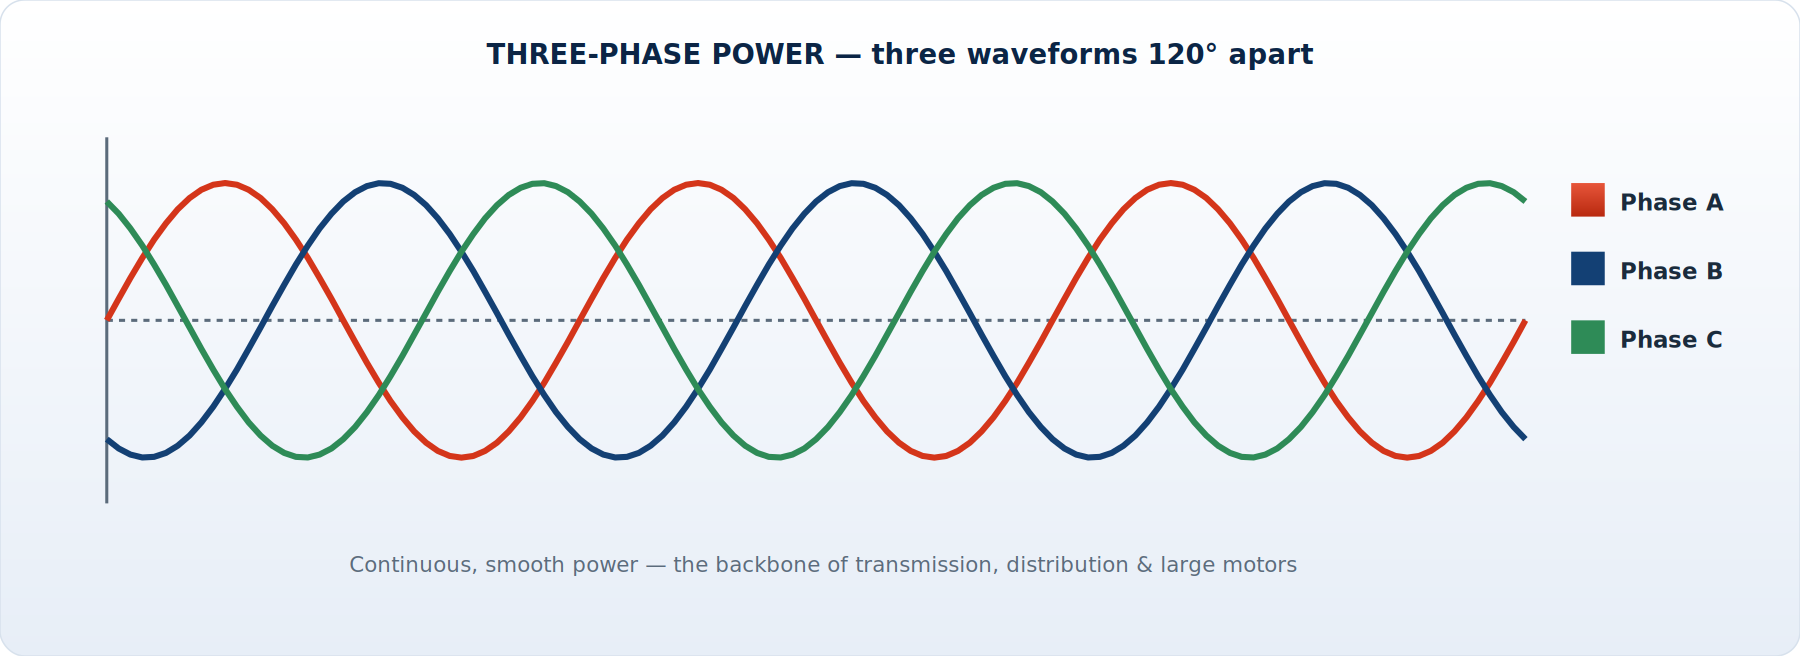 THREE-PHASE POWER — three waveforms 120° apart
Phase A
Phase B
Phase C
Continuous, smooth power — the backbone of transmission, distribution & large motors